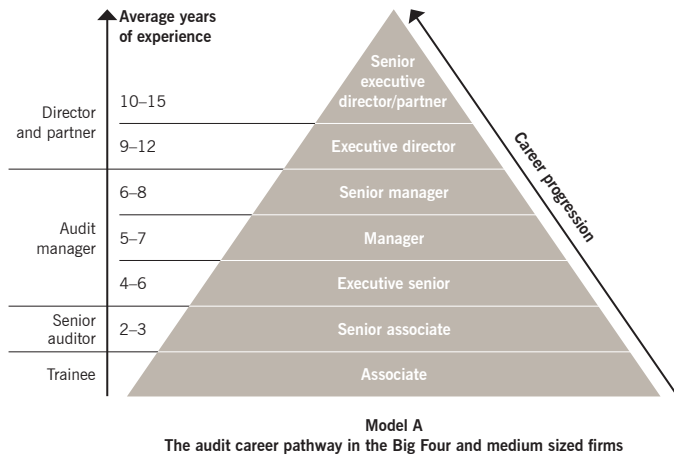 Average years
of experience
Director
and partner
10–15
Senior
executive
director/partner
9–12
Executive director
Audit
manager
6–8
Senior manager
5–7
Manager
4–6
Executive senior
Senior
auditor
2–3
Senior associate
Trainee
Associate
Career progression
Model A
The audit career pathway in the Big Four and medium sized firms